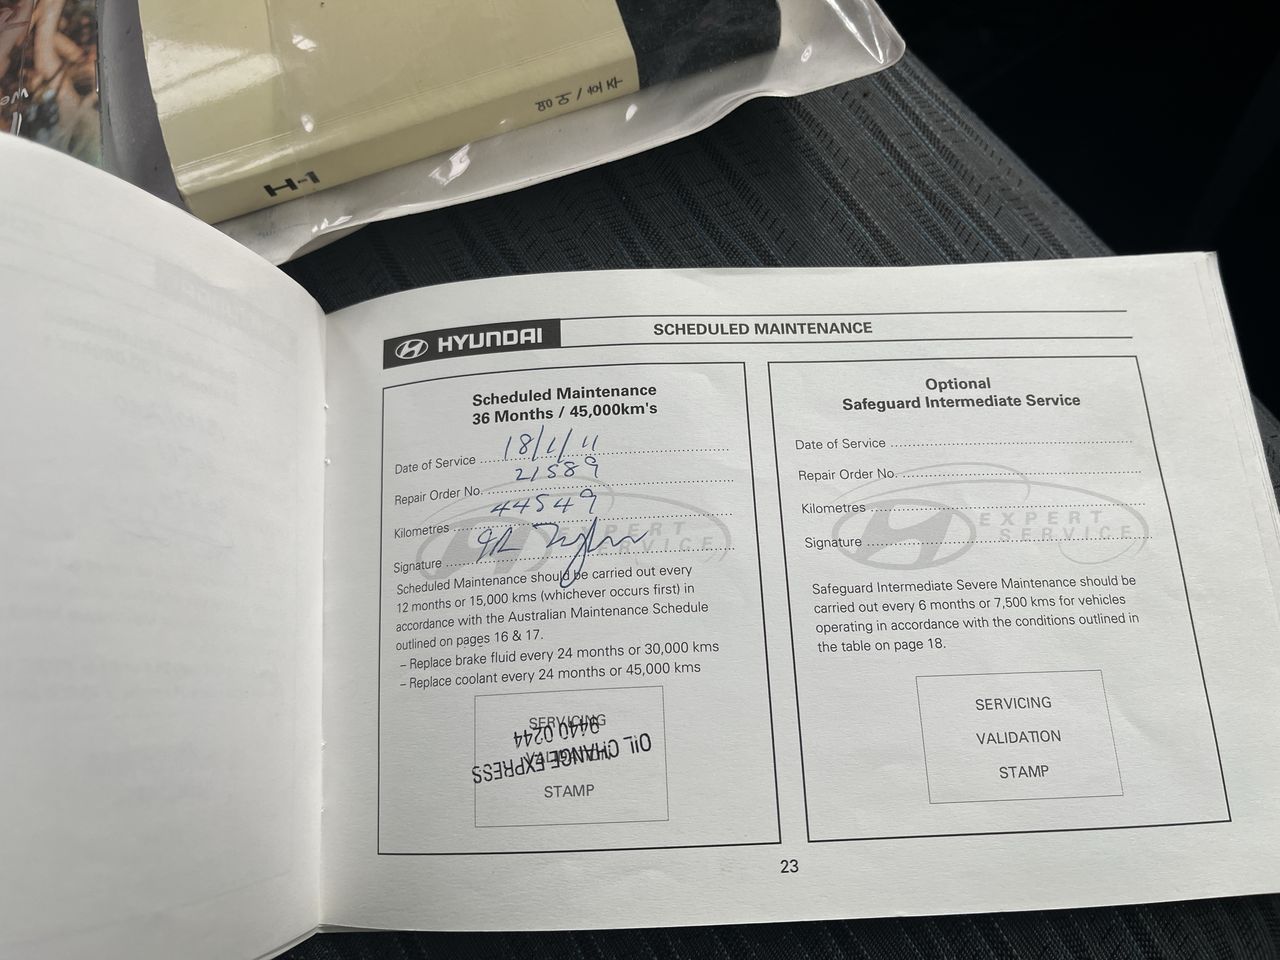 H-1
HYUNDAI
SCHEDULED MAINTENANCE
Scheduled Maintenance
36 Months / 45,000km's
Date of Service 18/1/11
Repair Order No. 21589
Kilometres 44549
Signature
EXPERT
SERVICE
Scheduled Maintenance should be carried out every
12 months or 15,000 kms (whichever occurs first) in
accordance with the Australian Maintenance Schedule
outlined on pages 16 & 17.
– Replace brake fluid every 24 months or 30,000 kms
– Replace coolant every 24 months or 45,000 kms
SERVICING
VALIDATION
STAMP
OIL CHANGE EXPRESS
9440 0244
Optional
Safeguard Intermediate Service
Date of Service
Repair Order No.
Kilometres
Signature
EXPERT
SERVICE
Safeguard Intermediate Severe Maintenance should be
carried out every 6 months or 7,500 kms for vehicles
operating in accordance with the conditions outlined in
the table on page 18.
SERVICING
VALIDATION
STAMP
23